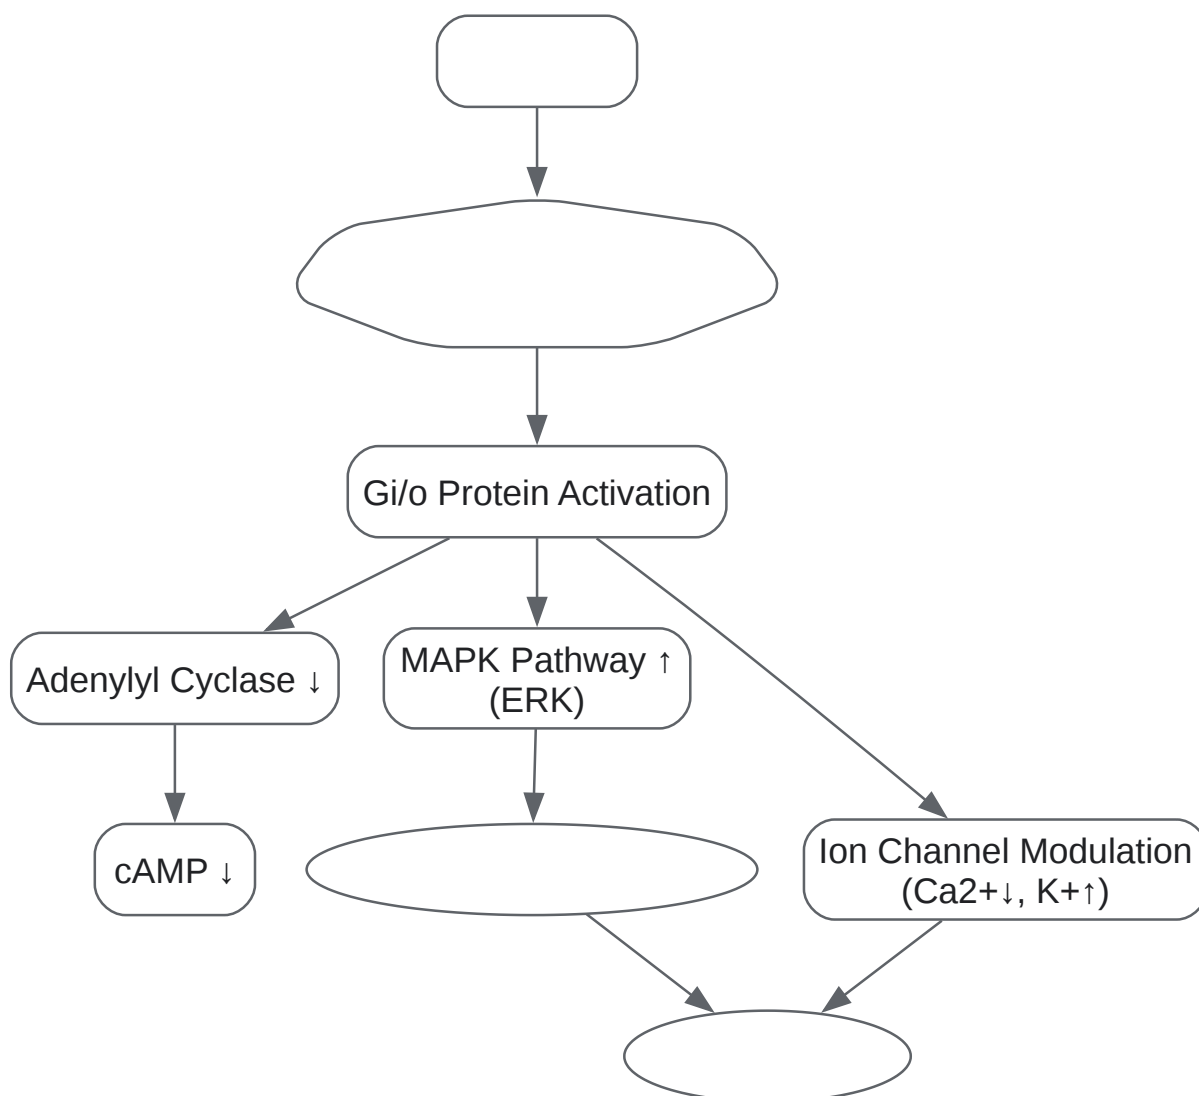 Gi/o Protein Activation
Adenylyl Cyclase ↓
MAPK Pathway ↑
(ERK)
cAMP ↓
Ion Channel Modulation
(Ca2+↓, K+↑)